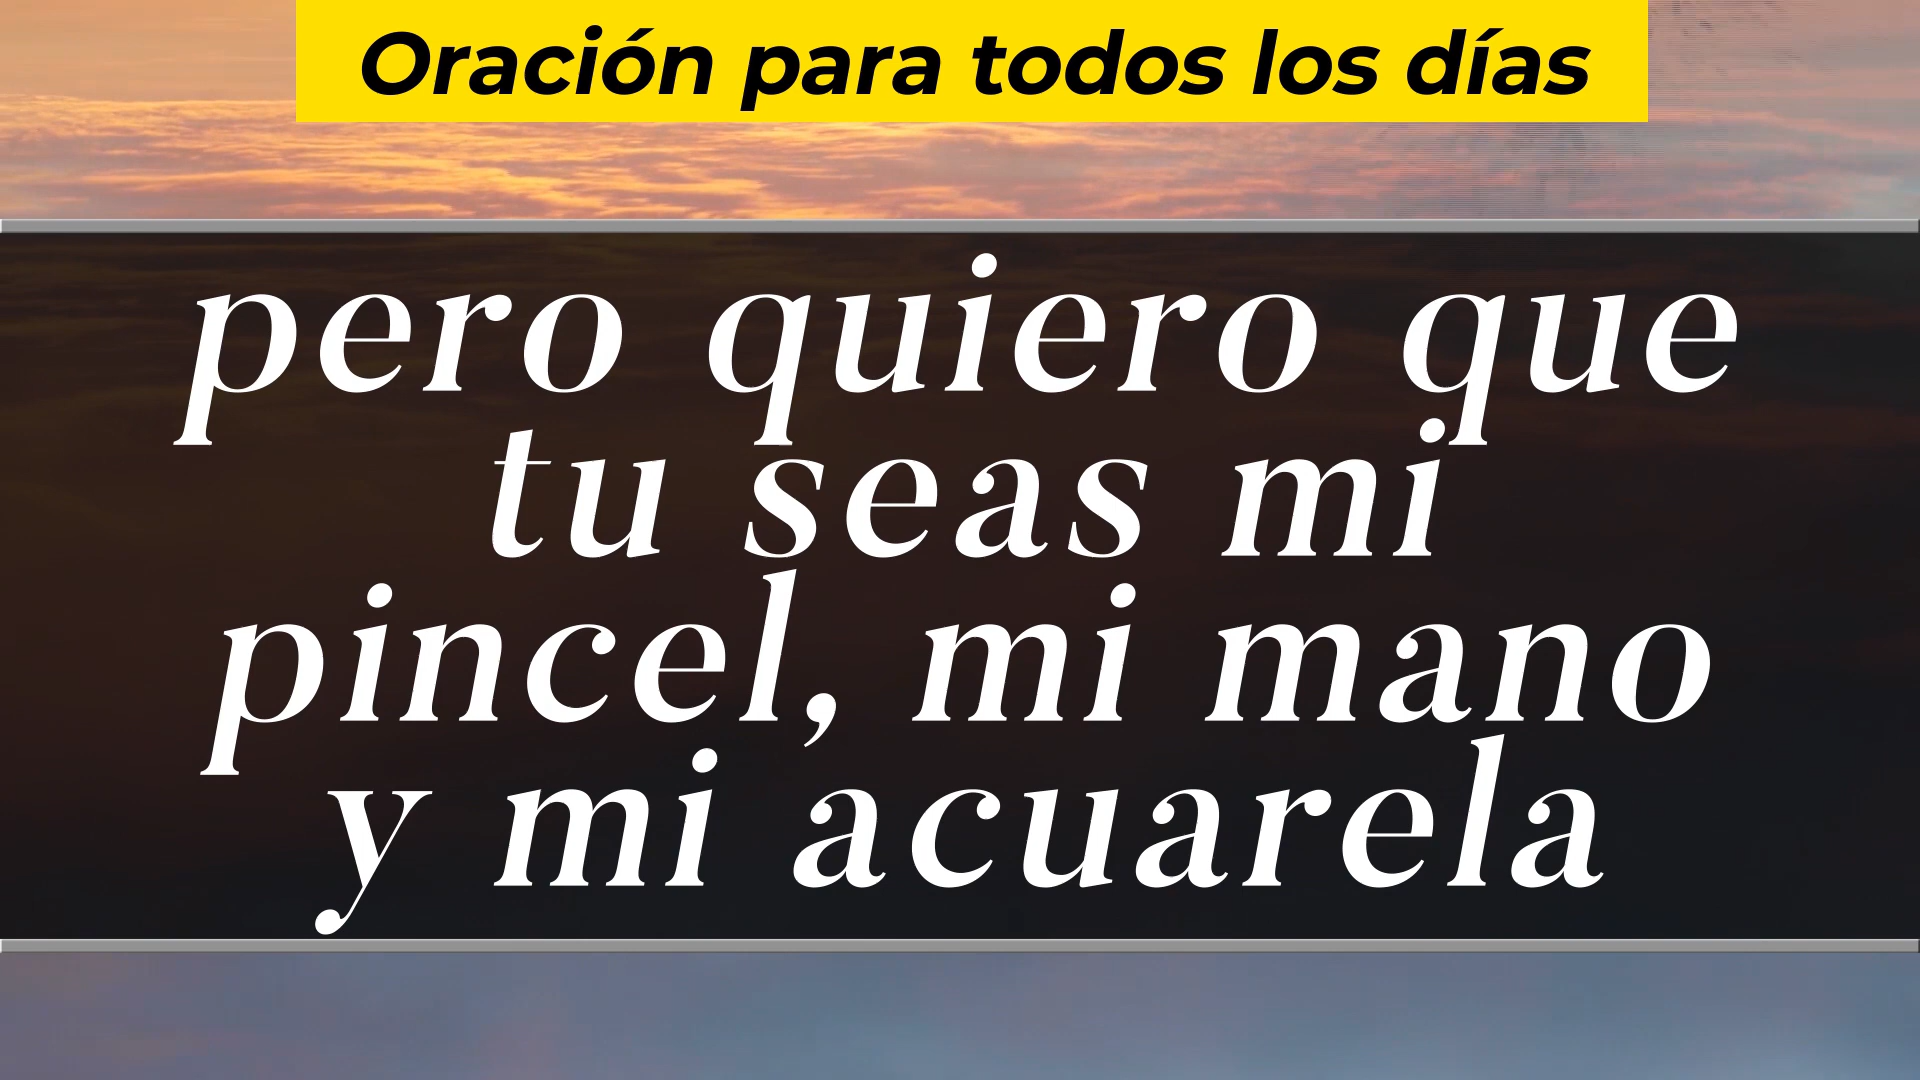 Oración para todos los días
pero quiero que
tu seas mi
pincel, mi mano
y mi acuarela